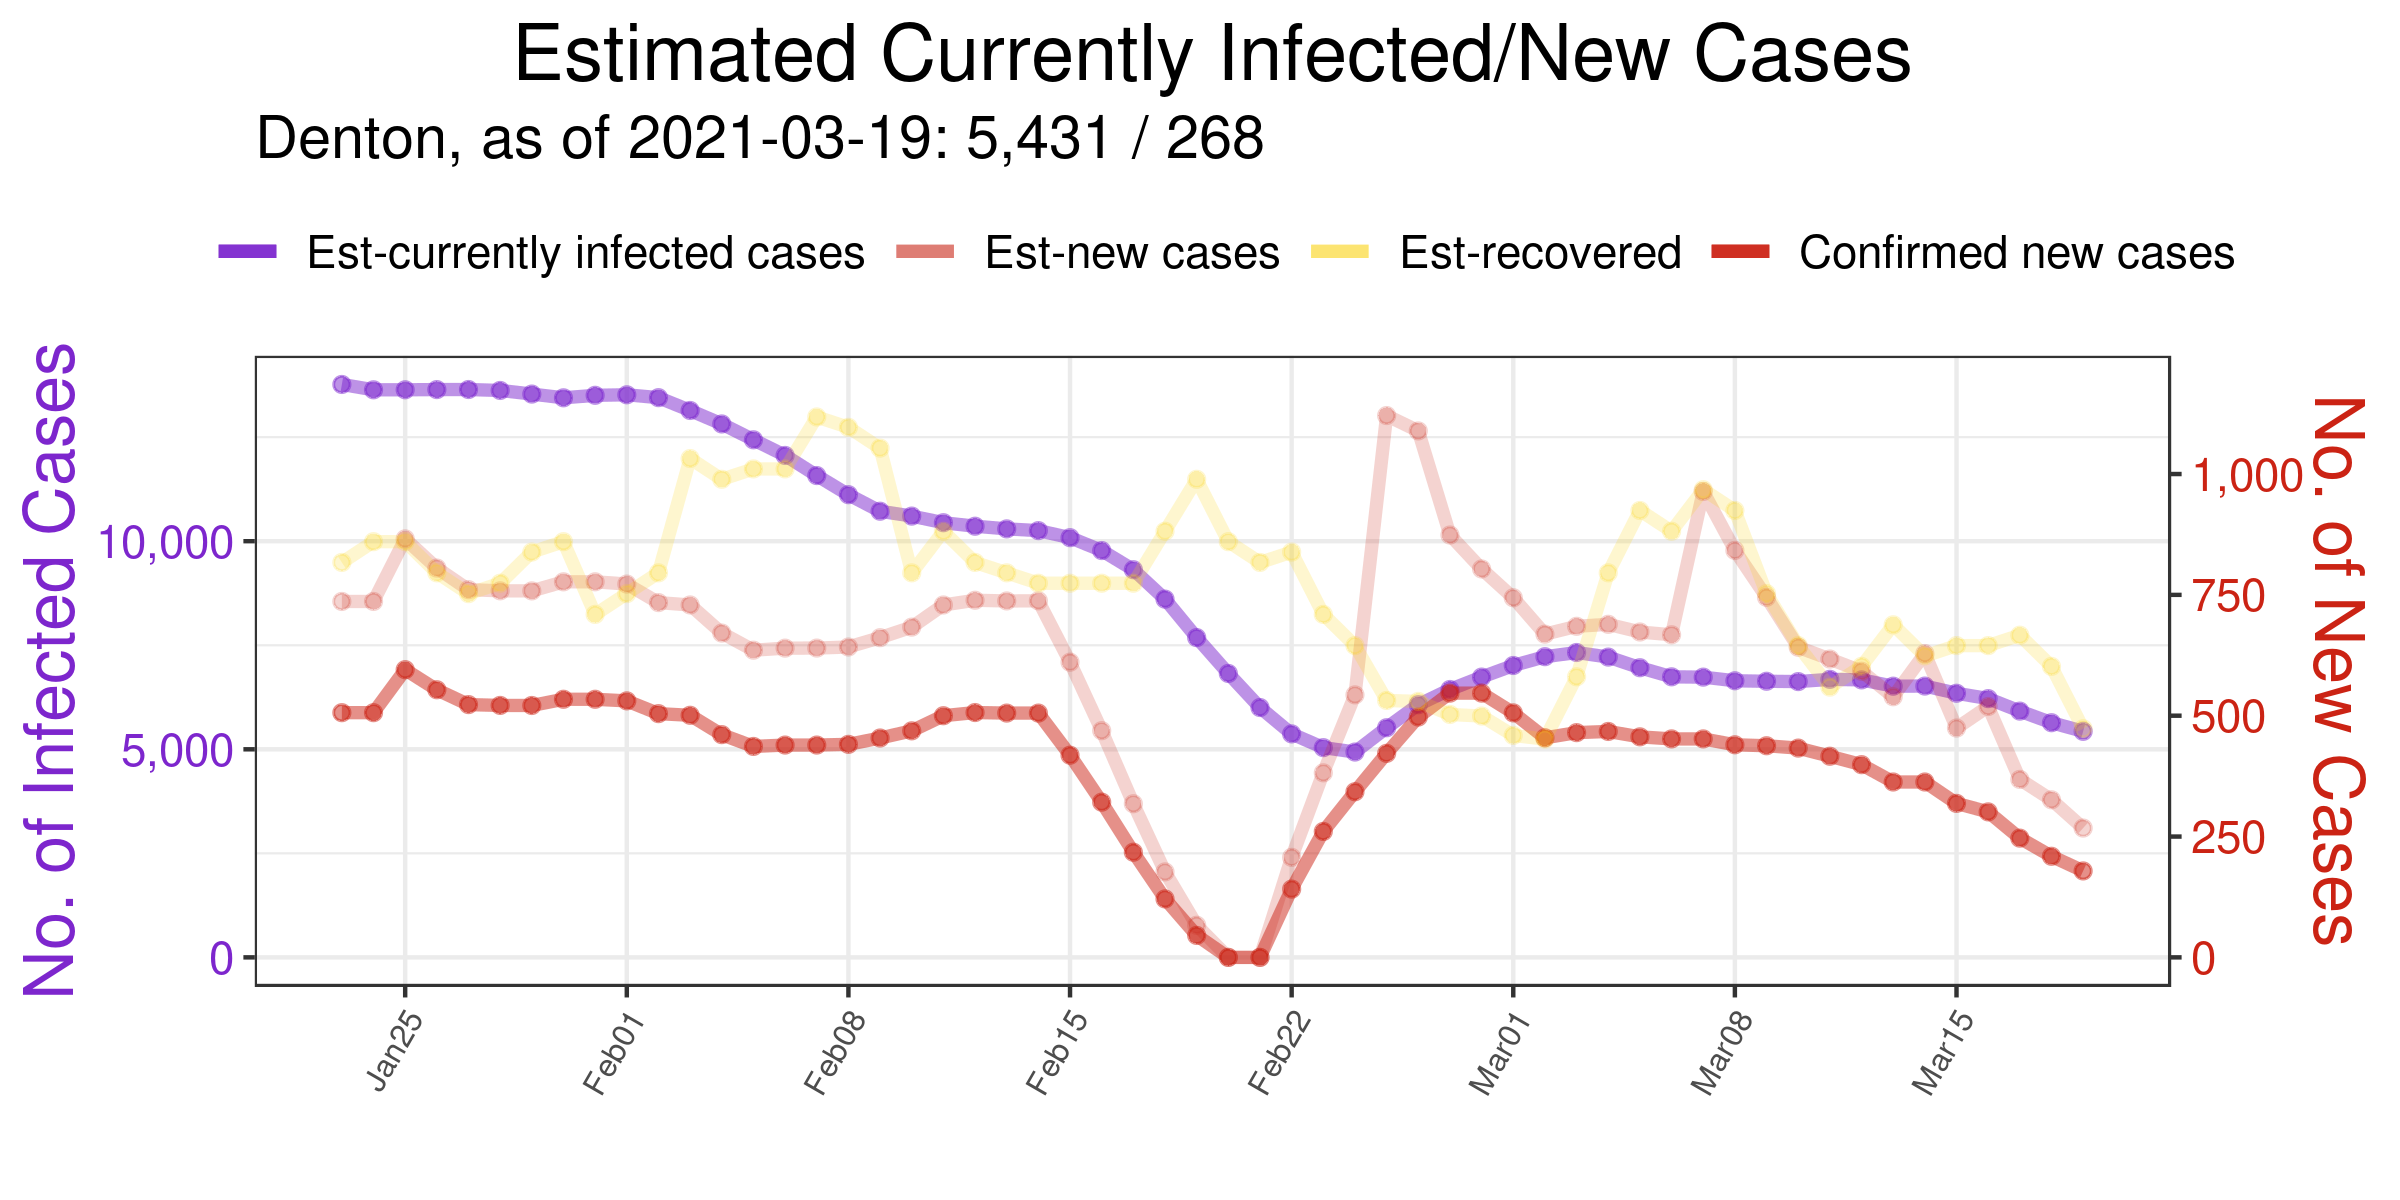 Estimated Currently Infected/New Cases
Denton, as of 2021-03-19: 5,431 / 268
Est-currently infected cases Est-new cases Est-recovered Confirmed new cases
No. of Infected Cases
10,000
5,000
0
1,000
750
500
250
0
No. of New Cases
Jan25 Feb01 Feb08 Feb15 Feb22 Mar01 Mar08 Mar15